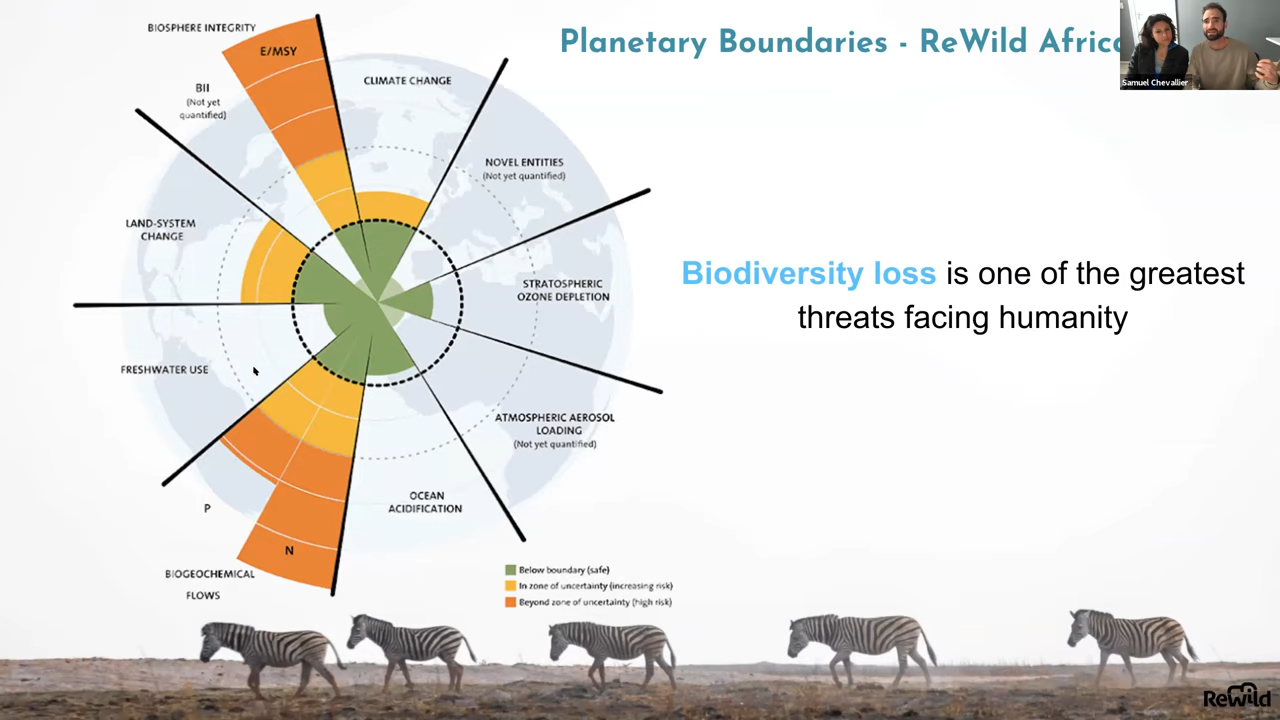 Planetary Boundaries - ReWild Africa
Samuel Chevallier
BIOSPHERE INTEGRITY
E/MSY
CLIMATE CHANGE
BII
(Not yet
quantified)
NOVEL ENTITIES
(Not yet quantified)
LAND-SYSTEM
CHANGE
STRATOSPHERIC
OZONE DEPLETION
Biodiversity loss is one of the greatest
threats facing humanity
FRESHWATER USE
ATMOSPHERIC AEROSOL
LOADING
(Not yet quantified)
OCEAN
ACIDIFICATION
P
N
BIOGEOCHEMICAL
FLOWS
Below boundary (safe)
In zone of uncertainty (increasing risk)
Beyond zone of uncertainty (high risk)
ReWild